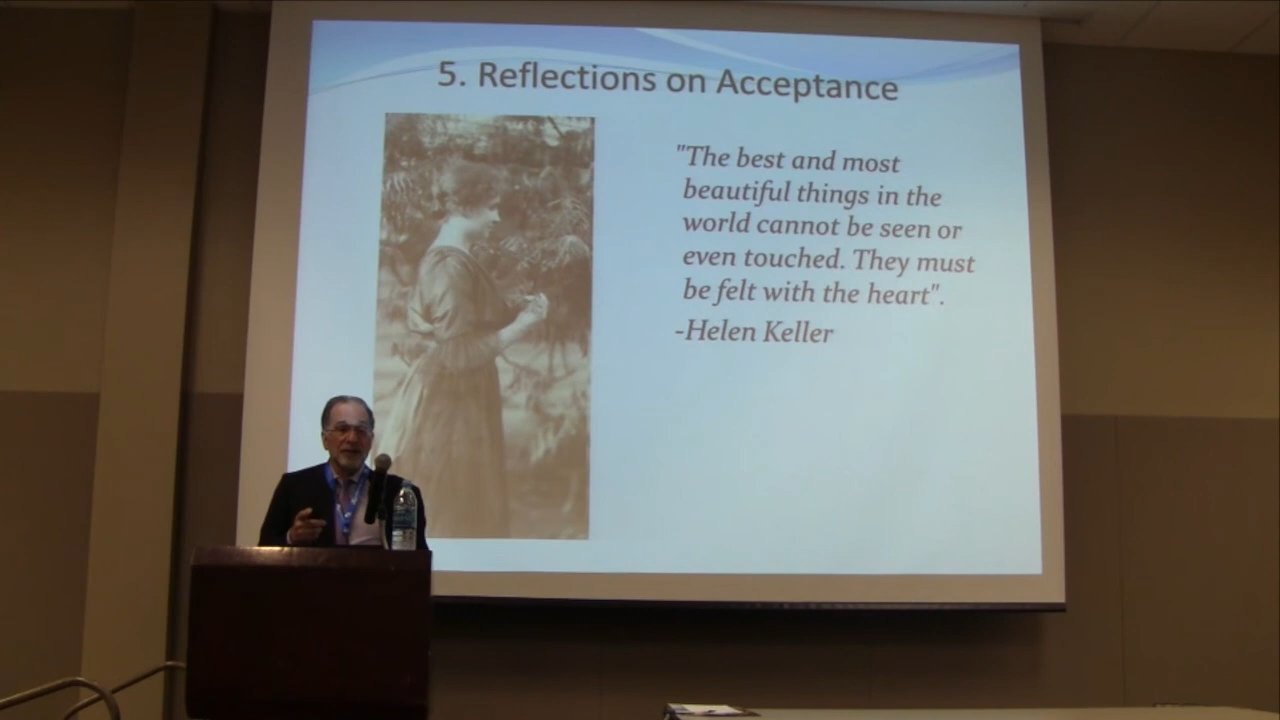 5. Reflections on Acceptance
"The best and most
beautiful things in the
world cannot be seen or
even touched. They must
be felt with the heart".
-Helen Keller